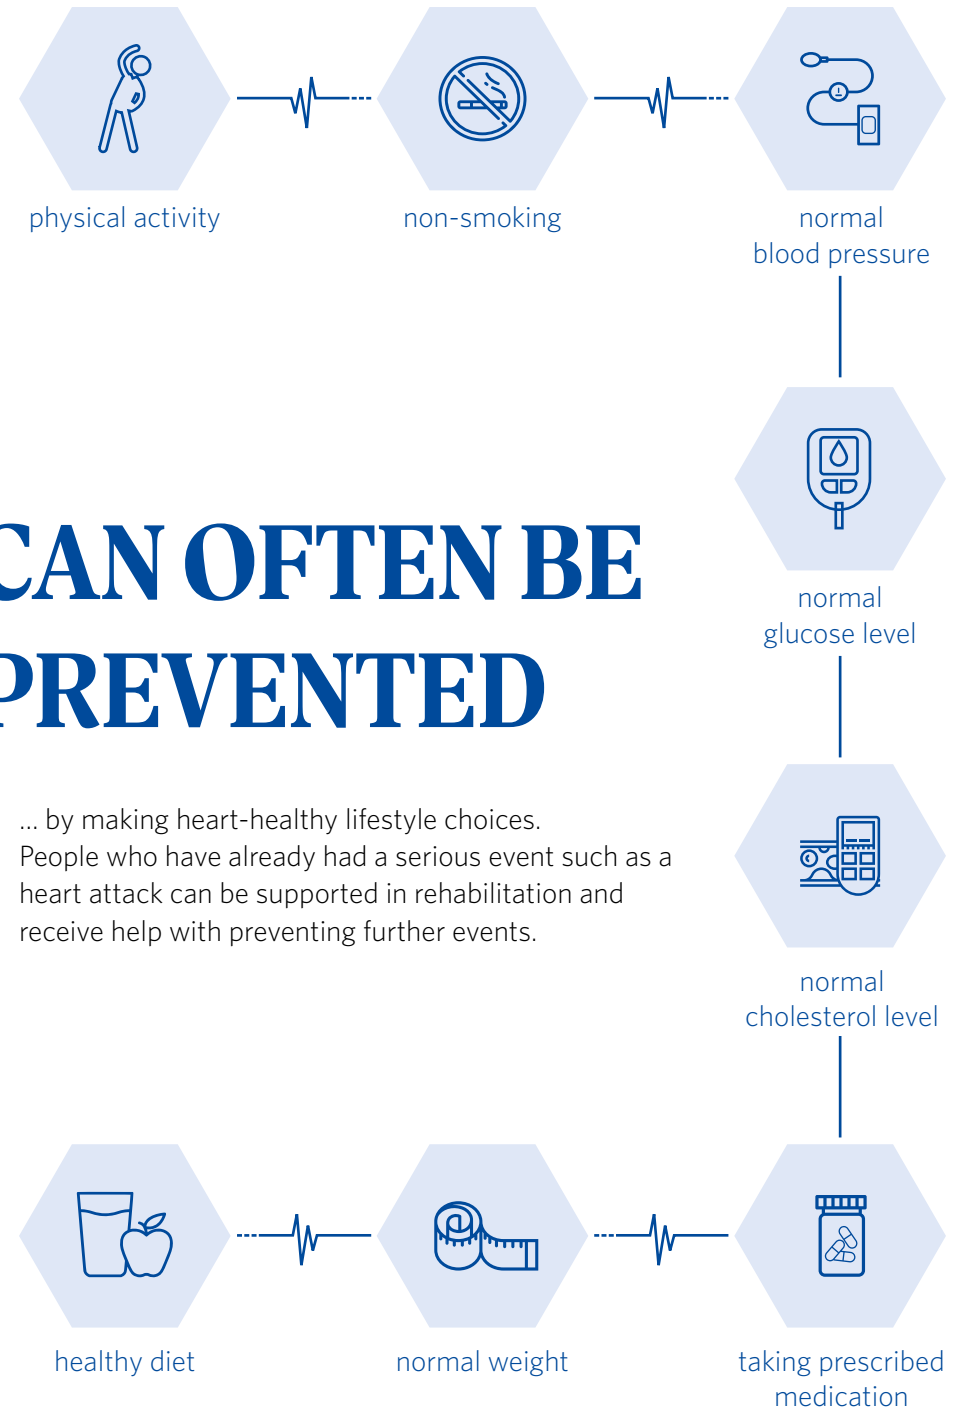 physical activity
non-smoking
normal
blood pressure
normal
glucose level
CAN OFTEN BE
PREVENTED
... by making heart-healthy lifestyle choices.
People who have already had a serious event such as a
heart attack can be supported in rehabilitation and
receive help with preventing further events.
normal
cholesterol level
healthy diet
normal weight
taking prescribed
medication